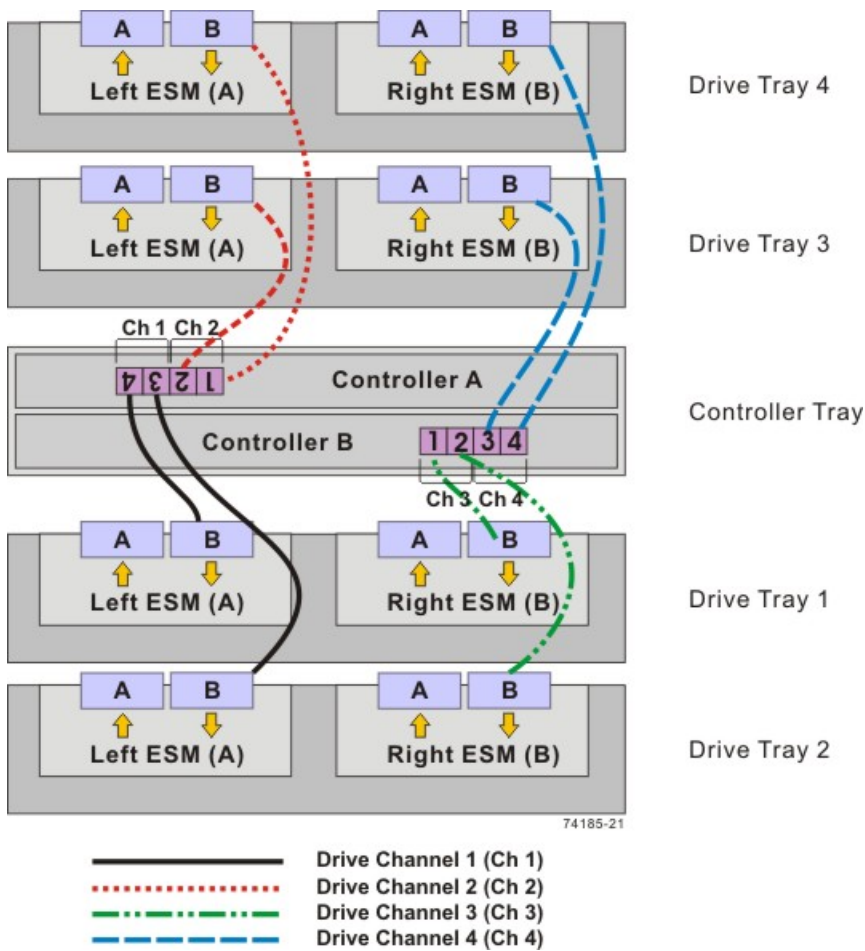 A B A B
Left ESM (A) Right ESM (B) Drive Tray 4
A B A B
Left ESM (A) Right ESM (B) Drive Tray 3
Ch 1 Ch 2
4 3 2 1
Controller A
Controller Tray
Controller B 1 2 3 4
Ch 3 Ch 4
A B A B
Left ESM (A) Right ESM (B) Drive Tray 1
A B A B
Left ESM (A) Right ESM (B) Drive Tray 2
74185-21
Drive Channel 1 (Ch 1)
Drive Channel 2 (Ch 2)
Drive Channel 3 (Ch 3)
Drive Channel 4 (Ch 4)